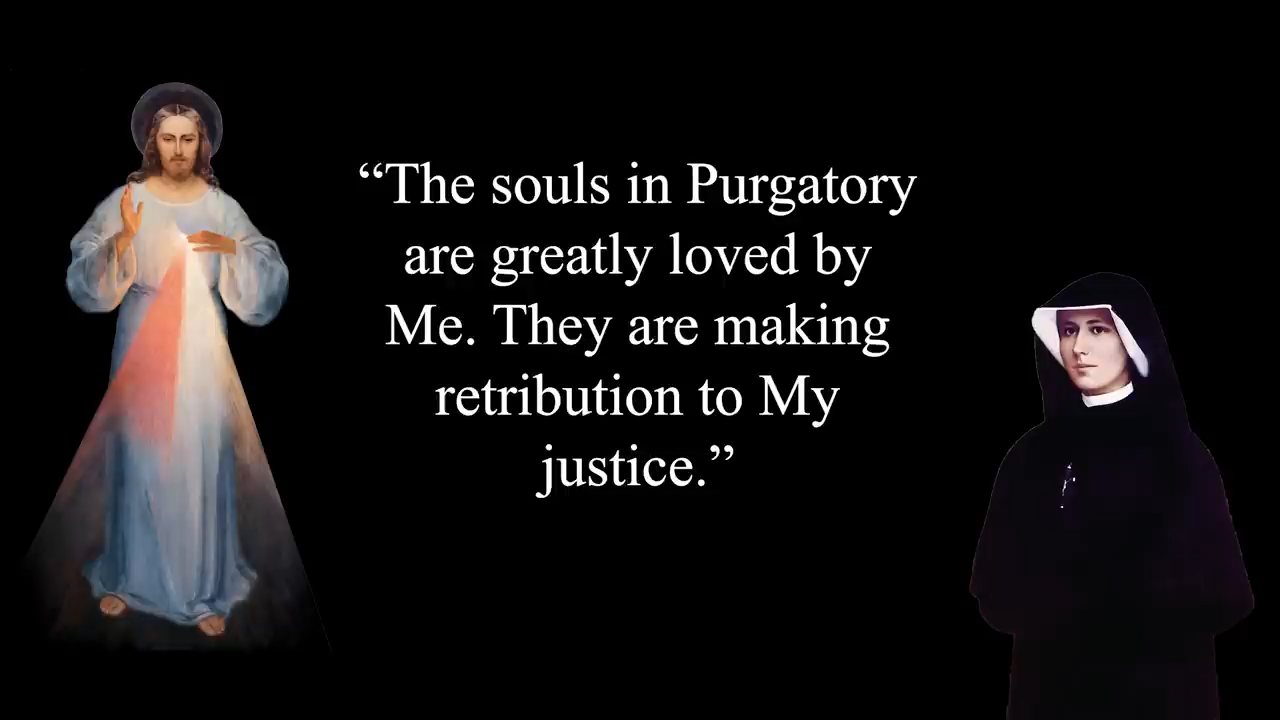 “The souls in Purgatory
are greatly loved by
Me. They are making
retribution to My
justice.”